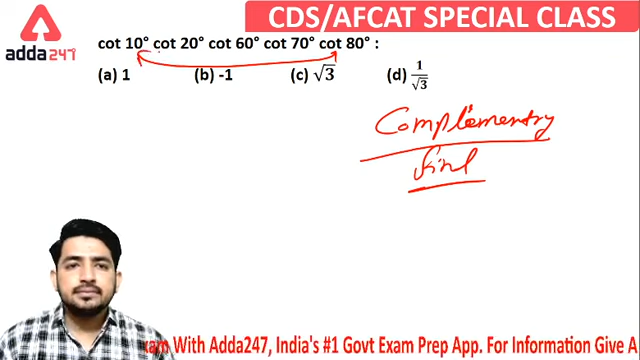 CDS/AFCAT SPECIAL CLASS
adda247
cot 10° cot 20° cot 60° cot 70° cot 80° :
(a) 1 (b) -1 (c) √3 (d) 1/√3
Complementry
find
xam With Adda247, India's #1 Govt Exam Prep App. For Information Give A